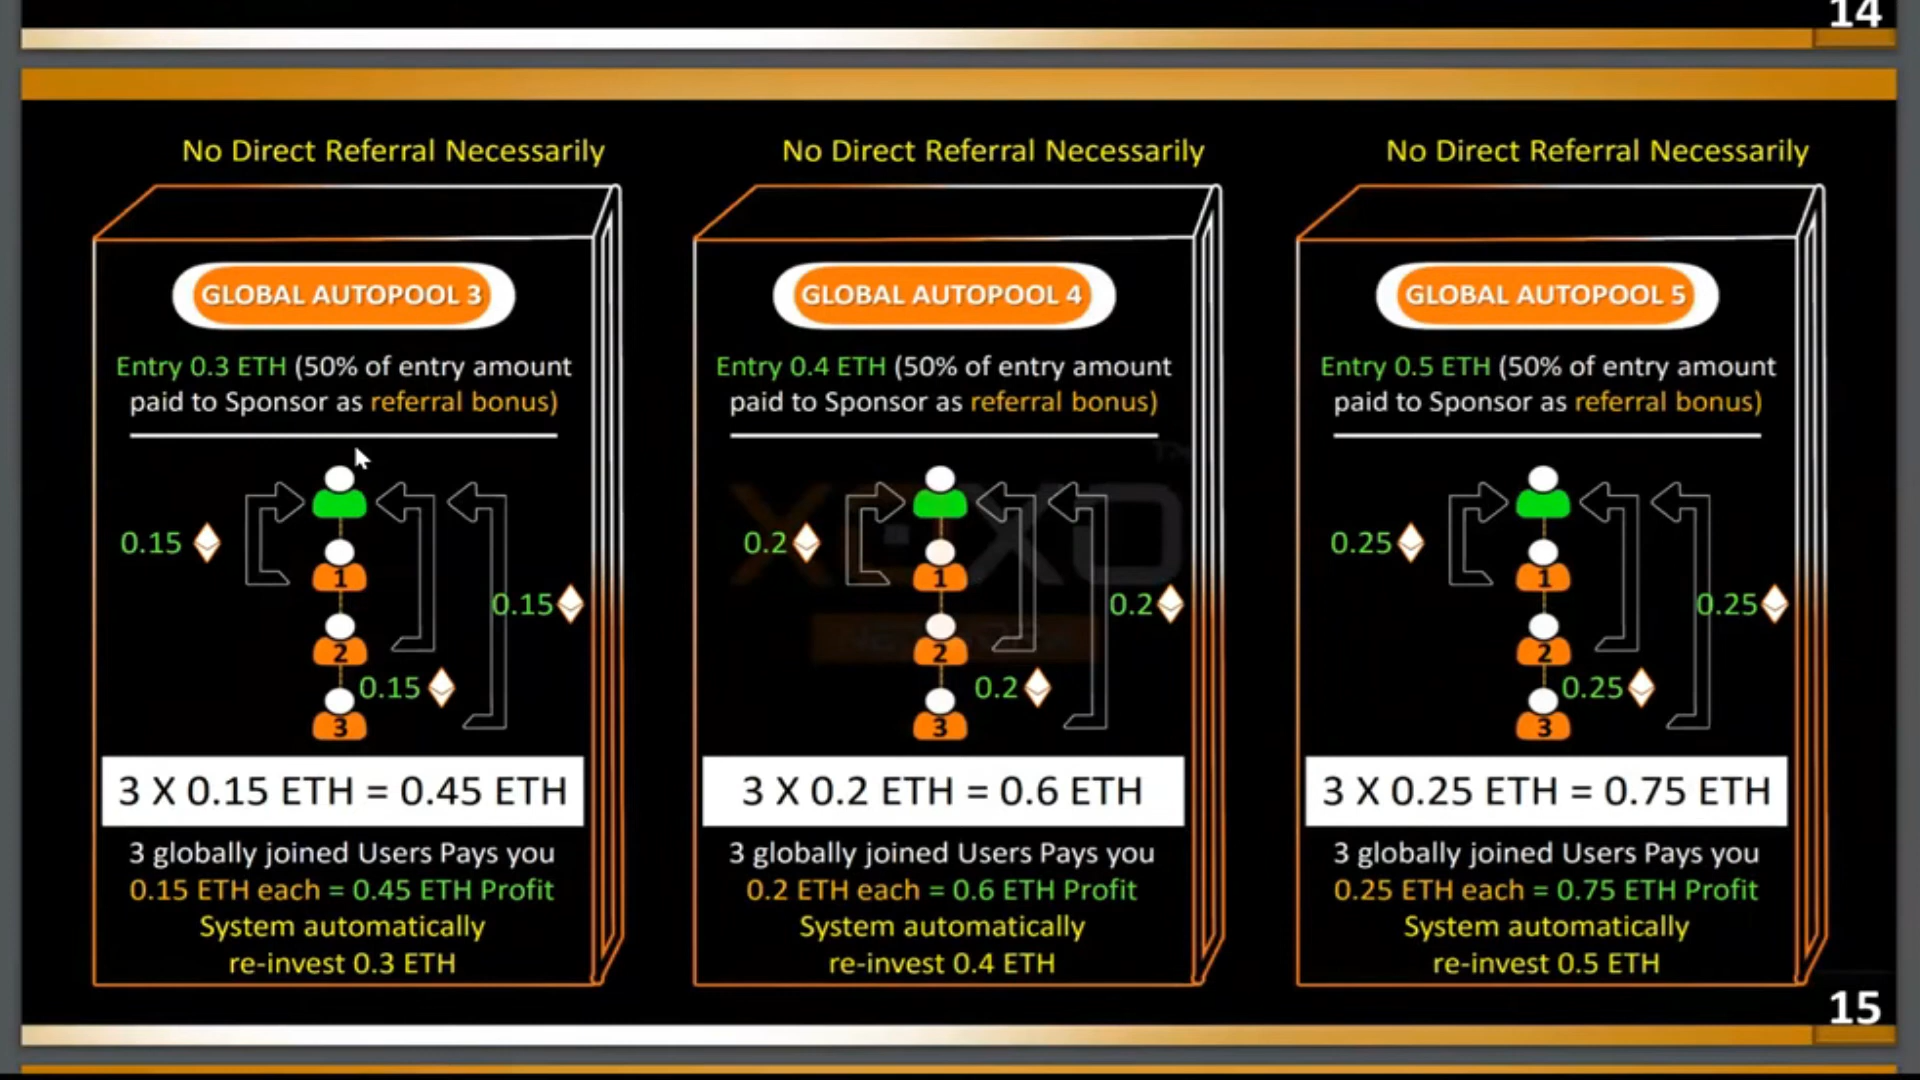 14
No Direct Referral Necessarily
GLOBAL AUTOPOOL 3
Entry 0.3 ETH (50% of entry amount
paid to Sponsor as referral bonus)
0.15
1
0.15
2
0.15
3
3 X 0.15 ETH = 0.45 ETH
3 globally joined Users Pays you
0.15 ETH each = 0.45 ETH Profit
System automatically
re-invest 0.3 ETH
No Direct Referral Necessarily
GLOBAL AUTOPOOL 4
Entry 0.4 ETH (50% of entry amount
paid to Sponsor as referral bonus)
0.2
1
0.2
2
0.2
3
3 X 0.2 ETH = 0.6 ETH
3 globally joined Users Pays you
0.2 ETH each = 0.6 ETH Profit
System automatically
re-invest 0.4 ETH
No Direct Referral Necessarily
GLOBAL AUTOPOOL 5
Entry 0.5 ETH (50% of entry amount
paid to Sponsor as referral bonus)
0.25
1
0.25
2
0.25
3
3 X 0.25 ETH = 0.75 ETH
3 globally joined Users Pays you
0.25 ETH each = 0.75 ETH Profit
System automatically
re-invest 0.5 ETH
15